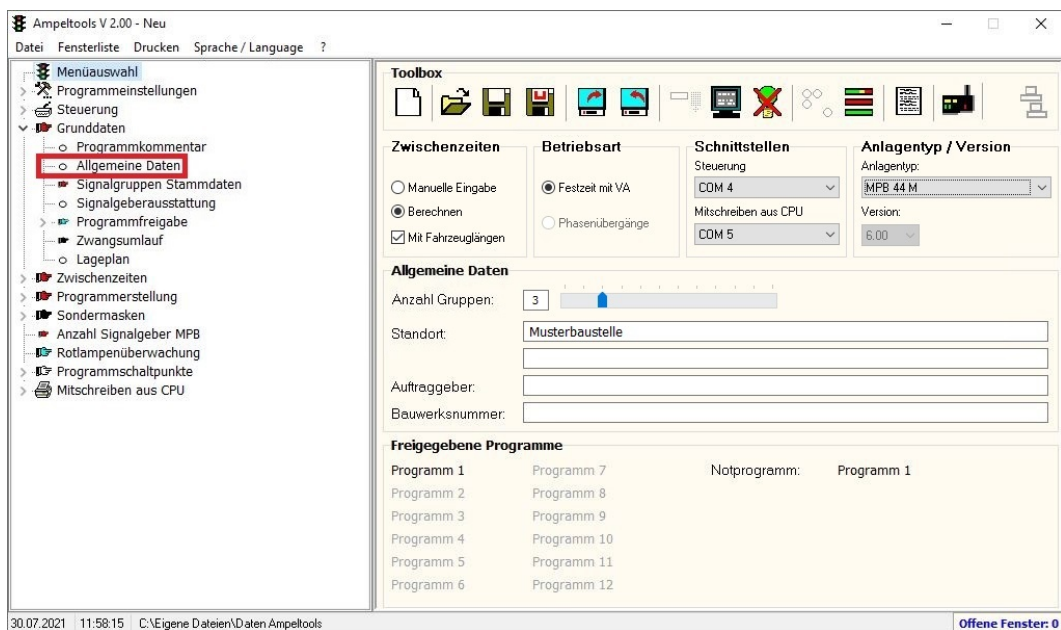 Ampeltools V 2.00 - Neu
Datei Fensterliste Drucken Sprache / Language ?
Menüauswahl
Programmeinstellungen
Steuerung
Grunddaten
Programmkommentar
Allgemeine Daten
Signalgruppen Stammdaten
Signalgeberausstattung
Programmfreigabe
Zwangsumlauf
Lageplan
Zwischenzeiten
Programmerstellung
Sondermasken
Anzahl Signalgeber MPB
Rotlampenüberwachung
Programmschaltpunkte
Mitschreiben aus CPU
Toolbox
Zwischenzeiten
Manuelle Eingabe
Berechnen
Mit Fahrzeuglängen
Betriebsart
Festzeit mit VA
Phasenübergänge
Schnittstellen
Steuerung
COM 4
Mitschreiben aus CPU
COM 5
Anlagentyp / Version
Anlagentyp:
MPB 44 M
Version:
6.00
Allgemeine Daten
Anzahl Gruppen: 3
Standort: Musterbaustelle
Auftraggeber:
Bauwerksnummer:
Freigegebene Programme
Programm 1 Programm 7 Notprogramm: Programm 1
Programm 2 Programm 8
Programm 3 Programm 9
Programm 4 Programm 10
Programm 5 Programm 11
Programm 6 Programm 12
30.07.2021 11:58:15 C:\Eigene Dateien\Daten Ampeltools Offene Fenster: 0